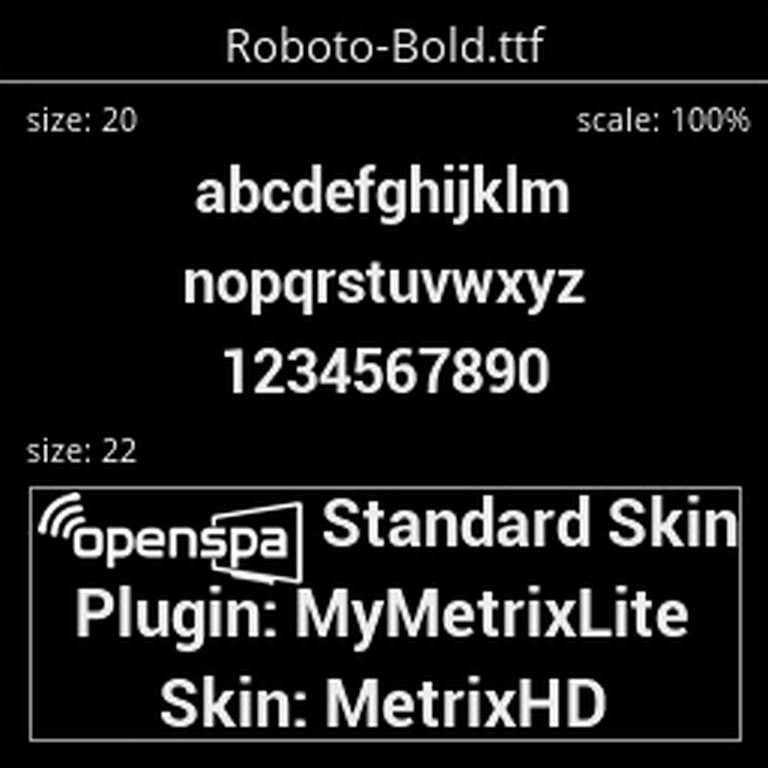 Roboto-Bold.ttf
size: 20 scale: 100%
abcdefghijklm
nopqrstuvwxyz
1234567890
size: 22
openspa Standard Skin
Plugin: MyMetrixLite
Skin: MetrixHD